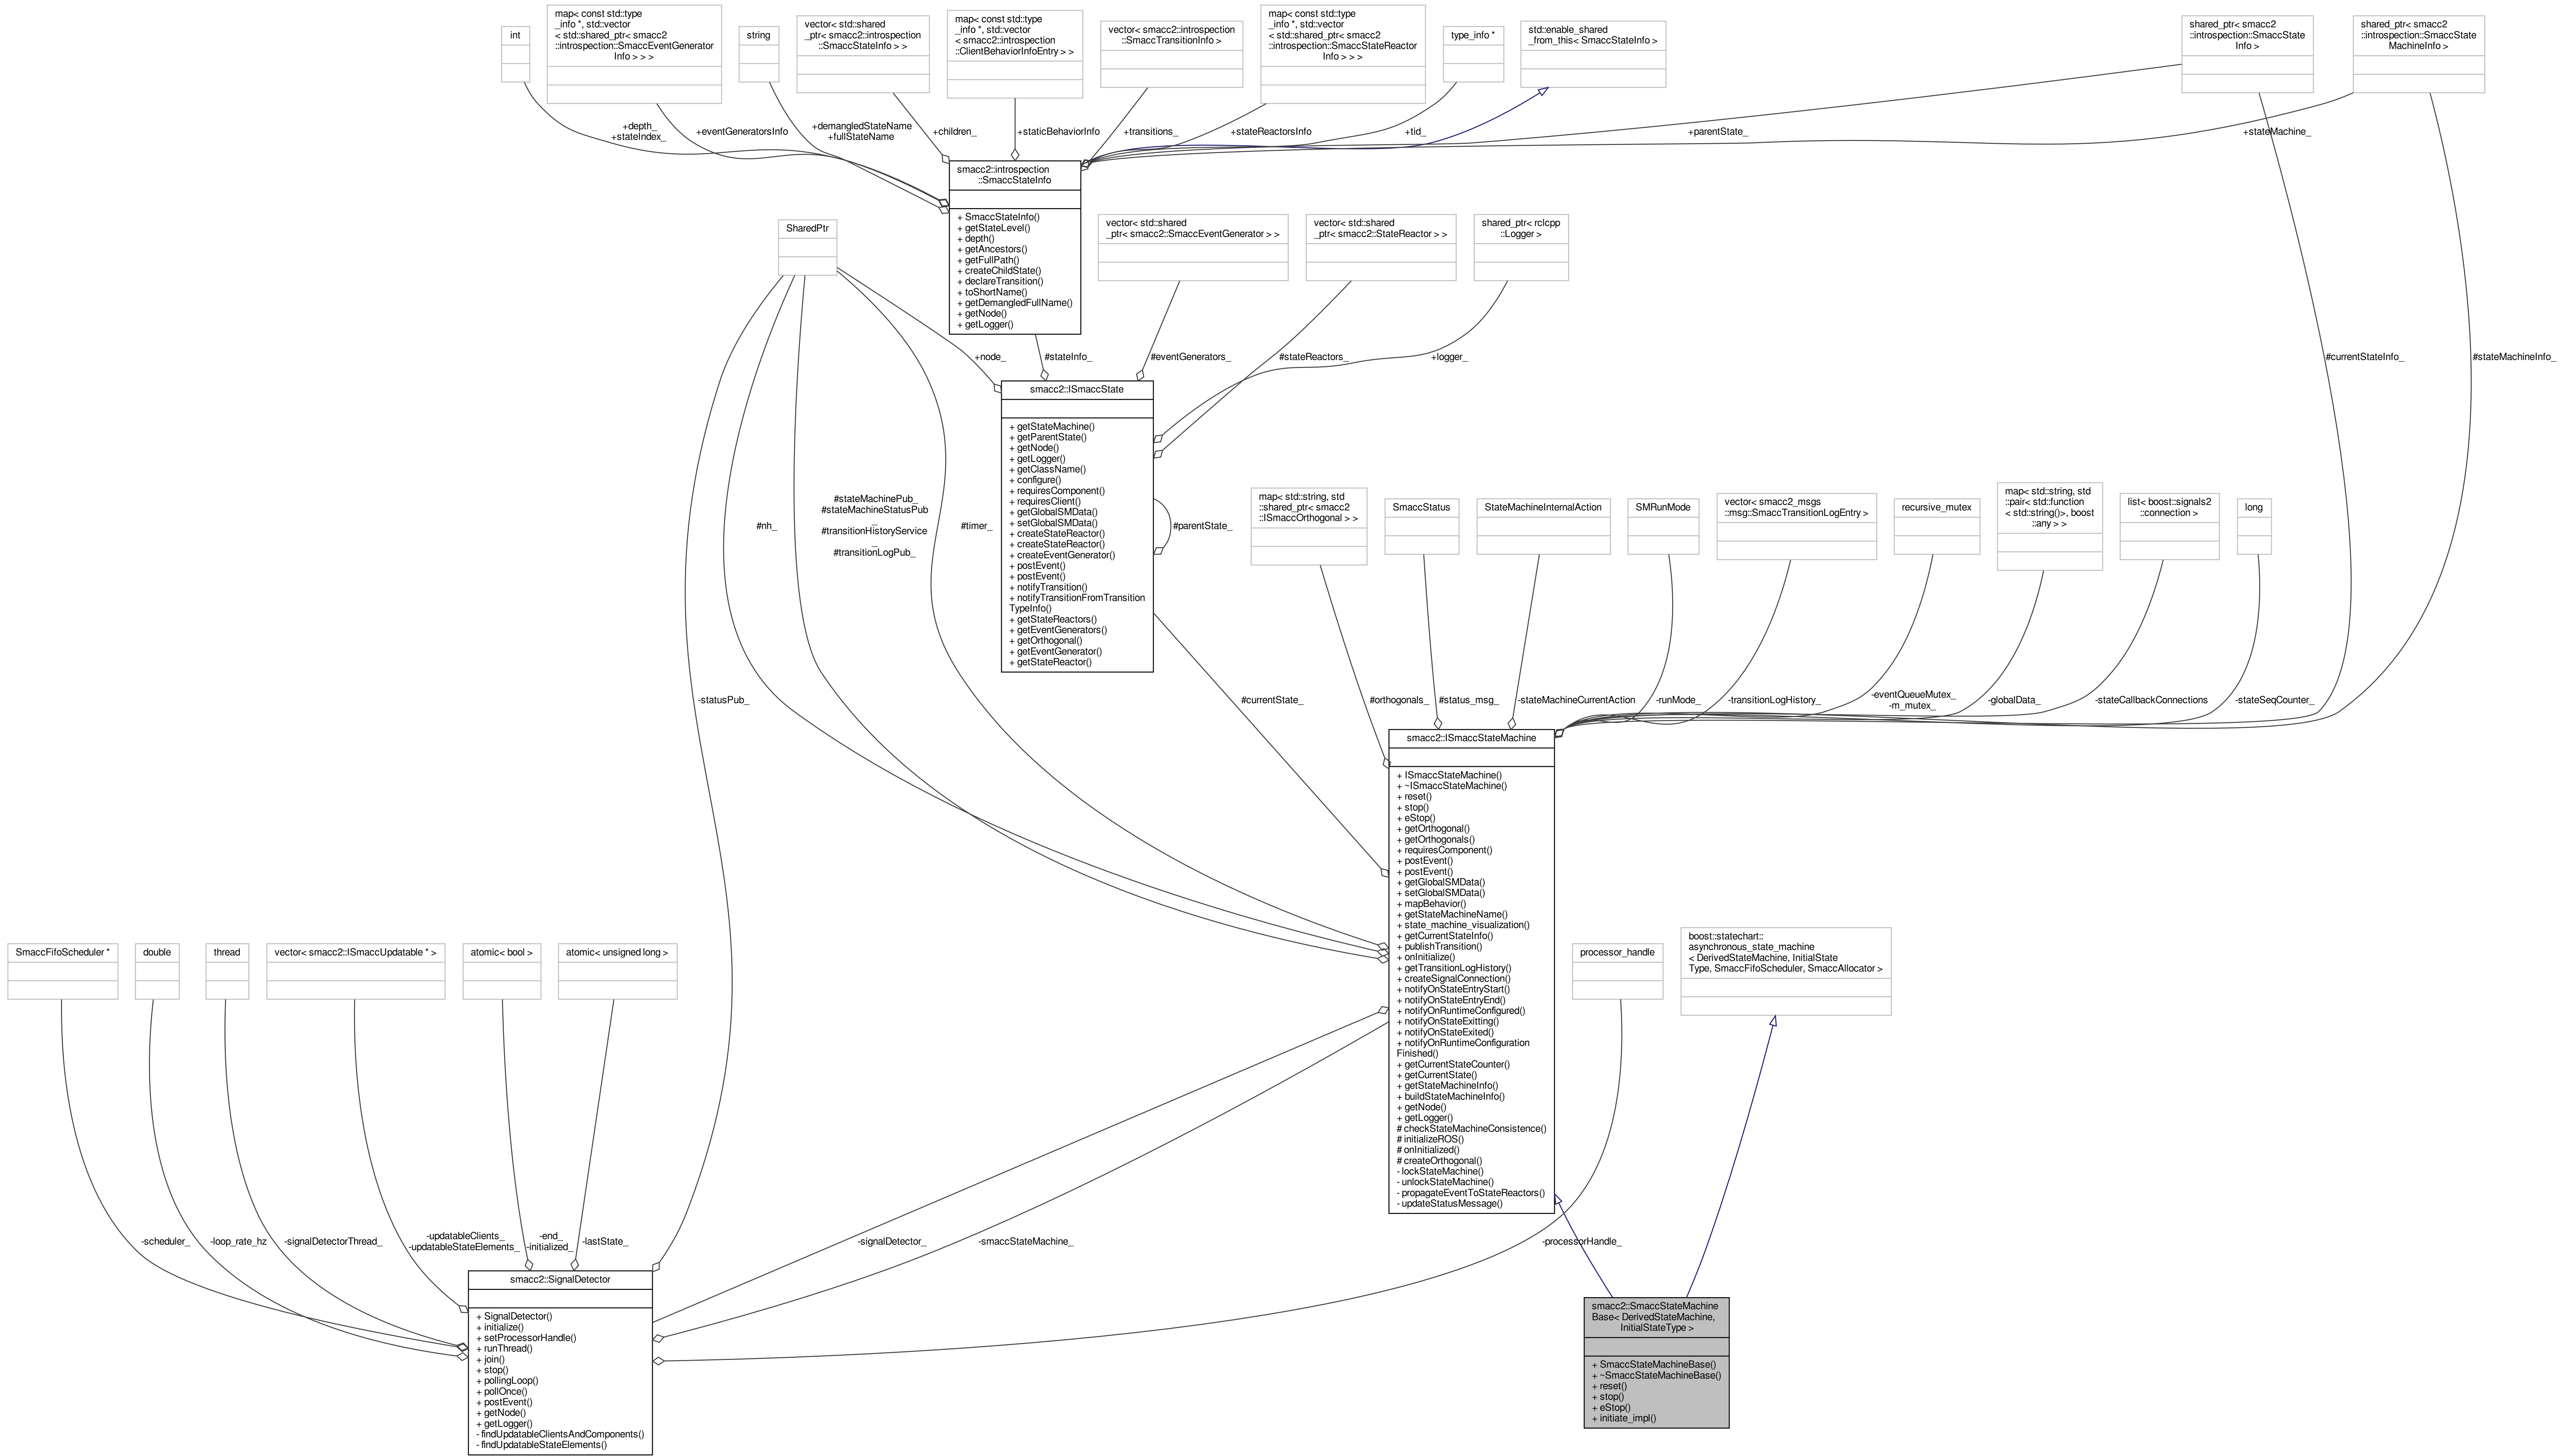 int
map< const std::type
_info *, std::vector
< std::shared_ptr< smacc2
::introspection::SmaccEventGenerator
Info > > >
string
vector< std::shared
_ptr< smacc2::introspection
::SmaccStateInfo > >
map< const std::type
_info *, std::vector
< smacc2::introspection
::ClientBehaviorInfoEntry > >
vector< smacc2::introspection
::SmaccTransitionInfo >
map< const std::type
_info *, std::vector
< std::shared_ptr< smacc2
::introspection::SmaccStateReactor
Info > > >
type_info *
std::enable_shared
_from_this< SmaccStateInfo >
shared_ptr< smacc2
::introspection::SmaccState
Info >
shared_ptr< smacc2
::introspection::SmaccState
MachineInfo >
+depth_
+stateIndex_
+eventGeneratorsInfo
+demangledStateName
+fullStateName
+children_
+staticBehaviorInfo
+transitions_
+stateReactorsInfo
+tid_
+parentState_
+stateMachine_
smacc2::introspection
::SmaccStateInfo
+ SmaccStateInfo()
+ getStateLevel()
+ depth()
+ getAncestors()
+ getFullPath()
+ createChildState()
+ declareTransition()
+ toShortName()
+ getDemangledFullName()
+ getNode()
+ getLogger()
SharedPtr
vector< std::shared
_ptr< smacc2::SmaccEventGenerator > >
vector< std::shared
_ptr< smacc2::StateReactor > >
shared_ptr< rclcpp
::Logger >
+node_
#stateInfo_
#eventGenerators_
#stateReactors_
+logger_
#currentStateInfo_
#stateMachineInfo_
smacc2::ISmaccState
+ getStateMachine()
+ getParentState()
+ getNode()
+ getLogger()
+ getClassName()
+ configure()
+ requiresComponent()
+ requiresClient()
+ getGlobalSMData()
+ setGlobalSMData()
+ createStateReactor()
+ createStateReactor()
+ createEventGenerator()
+ postEvent()
+ postEvent()
+ notifyTransition()
+ notifyTransitionFromTransition
TypeInfo()
+ getStateReactors()
+ getEventGenerators()
+ getOrthogonal()
+ getEventGenerator()
+ getStateReactor()
#parentState_
#nh_
#stateMachinePub_
#stateMachineStatusPub
_
#transitionHistoryService
_
#transitionLogPub_
#timer_
map< std::string, std
::shared_ptr< smacc2
::ISmaccOrthogonal > >
SmaccStatus
StateMachineInternalAction
SMRunMode
vector< smacc2_msgs
::msg::SmaccTransitionLogEntry >
recursive_mutex
map< std::string, std
::pair< std::function
< std::string()>, boost
::any > >
list< boost::signals2
::connection >
long
-statusPub_
#currentState_
#orthogonals_
#status_msg_
-stateMachineCurrentAction
-runMode_
-transitionLogHistory_
-eventQueueMutex_
-m_mutex_
-globalData_
-stateCallbackConnections
-stateSeqCounter_
smacc2::ISmaccStateMachine
+ ISmaccStateMachine()
+ ~ISmaccStateMachine()
+ reset()
+ stop()
+ eStop()
+ getOrthogonal()
+ getOrthogonals()
+ requiresComponent()
+ postEvent()
+ postEvent()
+ getGlobalSMData()
+ setGlobalSMData()
+ mapBehavior()
+ getStateMachineName()
+ state_machine_visualization()
+ getCurrentStateInfo()
+ publishTransition()
+ onInitialize()
+ getTransitionLogHistory()
+ createSignalConnection()
+ notifyOnStateEntryStart()
+ notifyOnStateEntryEnd()
+ notifyOnRuntimeConfigured()
+ notifyOnStateExitting()
+ notifyOnStateExited()
+ notifyOnRuntimeConfiguration
Finished()
+ getCurrentStateCounter()
+ getCurrentState()
+ getStateMachineInfo()
+ buildStateMachineInfo()
+ getNode()
+ getLogger()
# checkStateMachineConsistence()
# initializeROS()
# onInitialized()
# createOrthogonal()
- lockStateMachine()
- unlockStateMachine()
- propagateEventToStateReactors()
- updateStatusMessage()
SmaccFifoScheduler *
double
thread
vector< smacc2::ISmaccUpdatable * >
atomic< bool >
atomic< unsigned long >
processor_handle
boost::statechart::
asynchronous_state_machine
< DerivedStateMachine, InitialState
Type, SmaccFifoScheduler, SmaccAllocator >
-scheduler_
-loop_rate_hz
-signalDetectorThread_
-updatableClients_
-updatableStateElements_
-end_
-initialized_
-lastState_
-signalDetector_
-smaccStateMachine_
-processorHandle_
smacc2::SignalDetector
+ SignalDetector()
+ initialize()
+ setProcessorHandle()
+ runThread()
+ join()
+ stop()
+ pollingLoop()
+ pollOnce()
+ postEvent()
+ getNode()
+ getLogger()
- findUpdatableClientsAndComponents()
- findUpdatableStateElements()
smacc2::SmaccStateMachine
Base< DerivedStateMachine,
InitialStateType >
+ SmaccStateMachineBase()
+ ~SmaccStateMachineBase()
+ reset()
+ stop()
+ eStop()
+ initiate_impl()